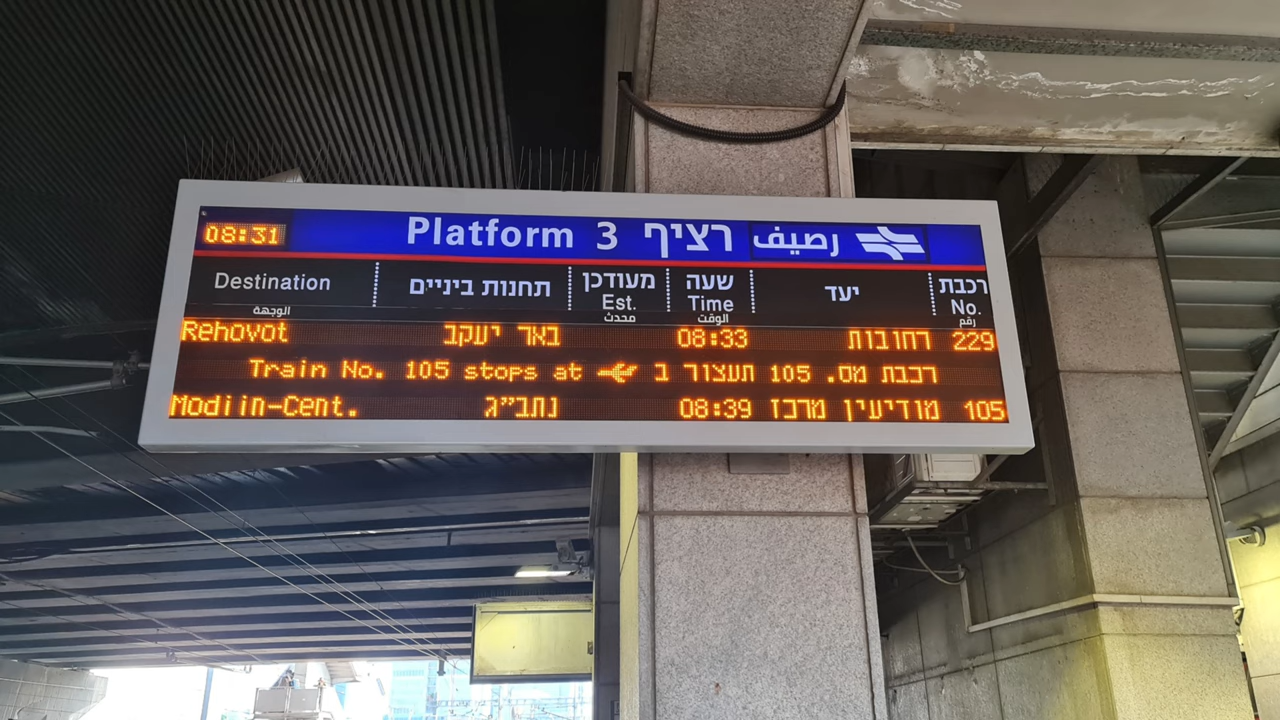 08:31 Platform 3 רציף رصيف
Destination תחנות ביניים מעודכן שעה יעד רכבת
Est. Time No.
الوجهة محدث الوقت رقم
Rehovot באר יעקב 08:33 רחובות 229
Train No. 105 stops at רכבת מס. 105 תעצור ב
Modiin-Cent. נתב״ג 08:39 מודיעין מרכז 105